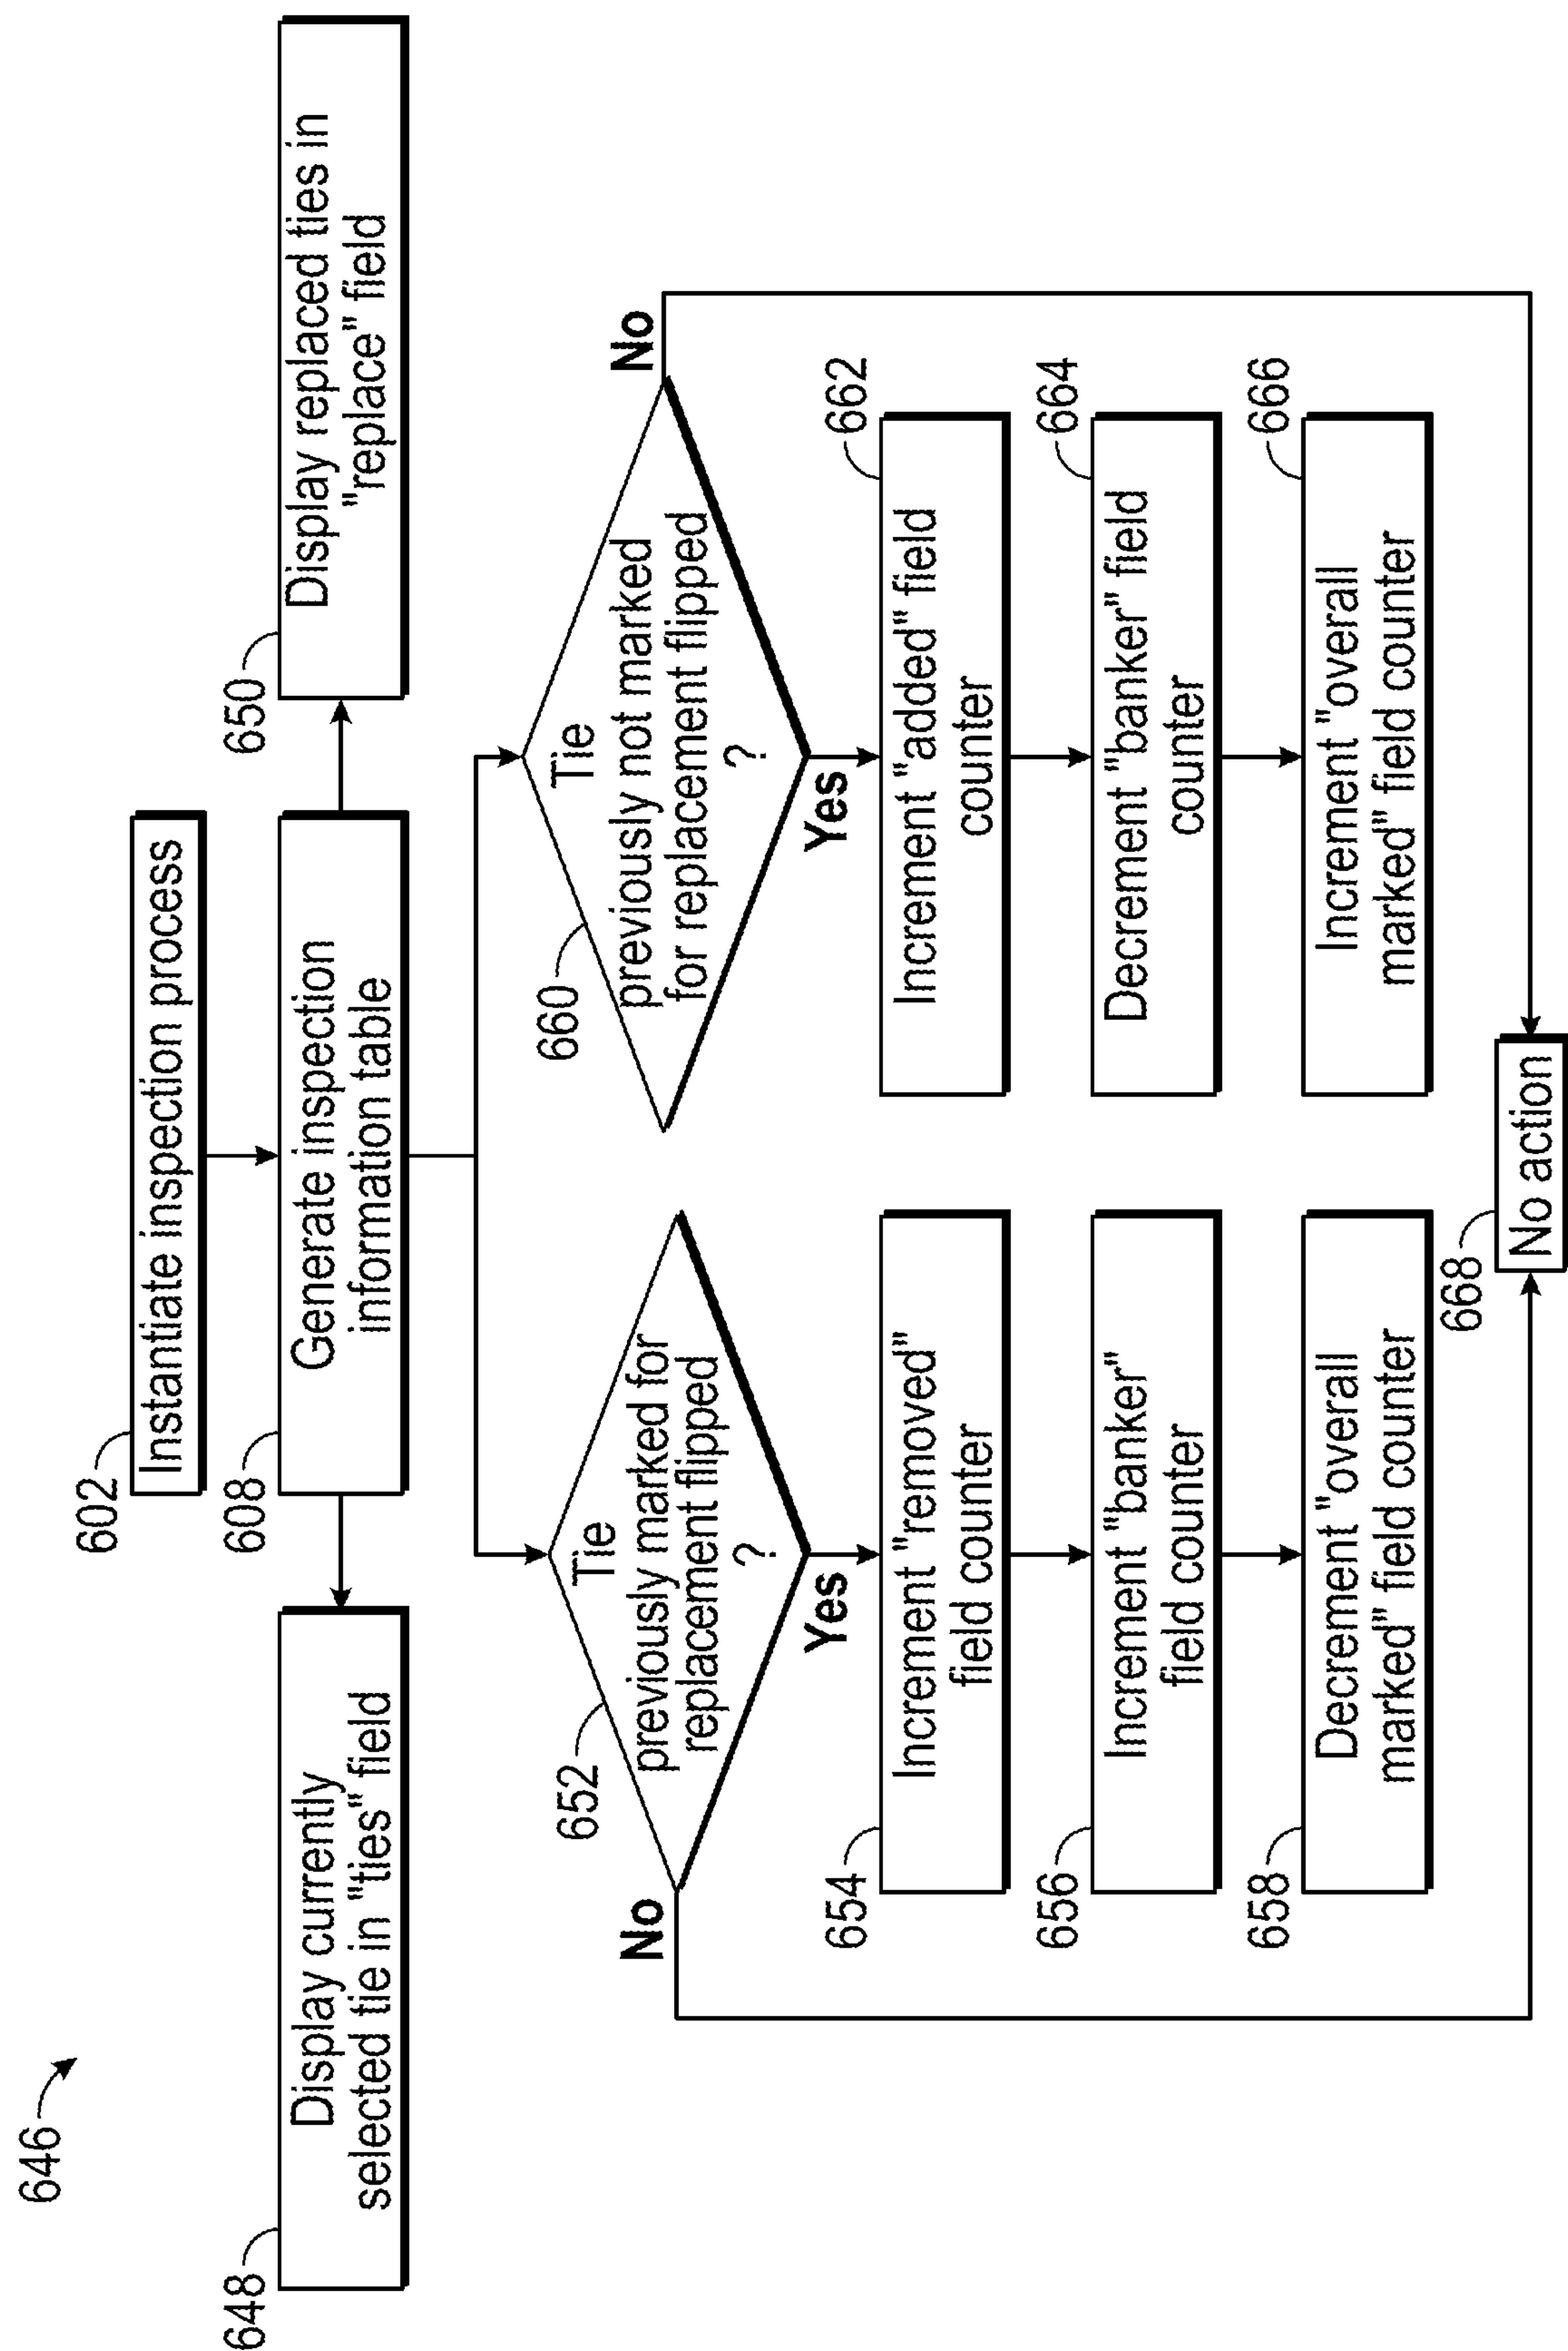 646
602
Instantiate inspection process
648
Display currently
selected tie in "ties" field
608
Generate inspection
information table
650
Display replaced ties in
"replace" field
652
Tie
previously marked for
replacement flipped
?
No
Yes
660
Tie
previously not marked
for replacement flipped
?
No
Yes
654
Increment "removed"
field counter
662
Increment "added" field
counter
656
Increment "banker"
field counter
664
Decrement "banker" field
counter
658
Decrement "overall
marked" field counter
666
Increment "overall
marked" field counter
668
No action